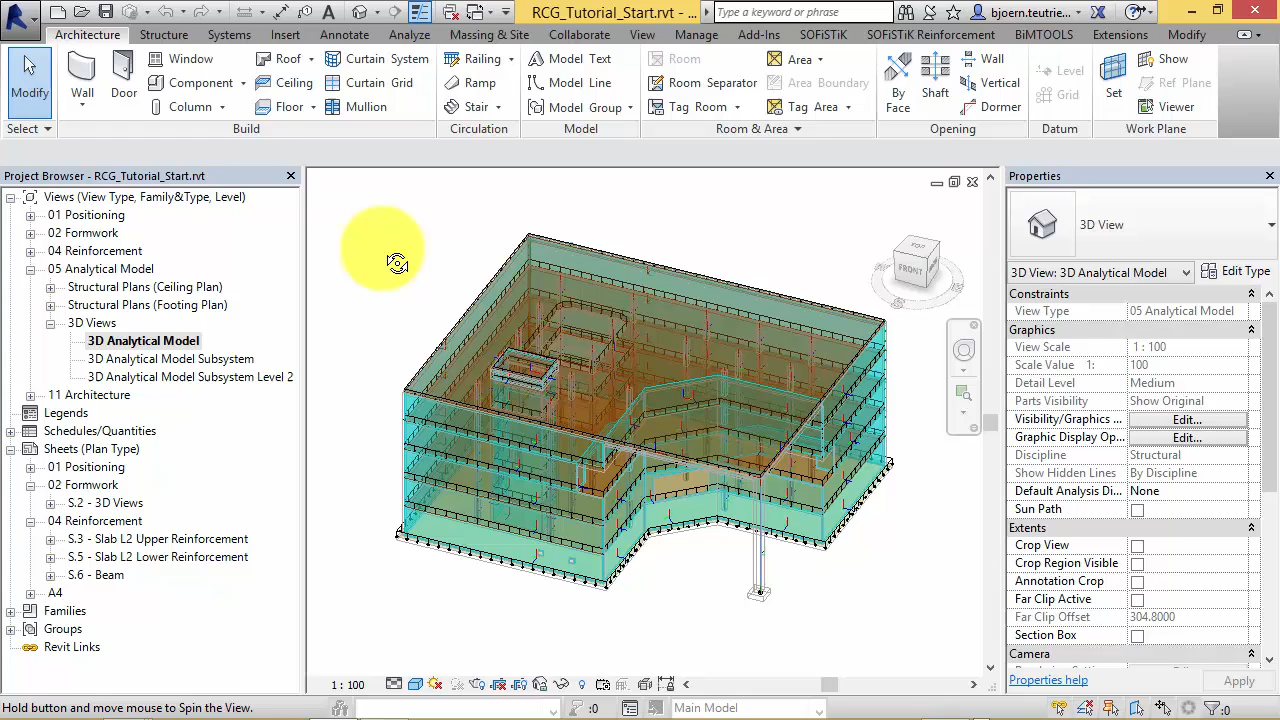 RCG_Tutorial_Start.rvt - ...
Type a keyword or phrase
bjoern.teutrie...
Architecture Structure Systems Insert Annotate Analyze Massing & Site Collaborate View Manage Add-Ins SOFiSTiK SOFiSTiK Reinforcement BiMTOOLS Extensions Modify
Modify
Wall
Door
Window
Component
Column
Roof
Ceiling
Floor
Curtain System
Curtain Grid
Mullion
Railing
Ramp
Stair
Model Text
Model Line
Model Group
Room
Room Separator
Tag Room
Area
Area Boundary
Tag Area
By
Face
Shaft
Wall
Vertical
Dormer
Level
Grid
Set
Show
Ref Plane
Viewer
Select
Build
Circulation
Model
Room & Area
Opening
Datum
Work Plane
Project Browser - RCG_Tutorial_Start.rvt
Views (View Type, Family&Type, Level)
01 Positioning
02 Formwork
04 Reinforcement
05 Analytical Model
Structural Plans (Ceiling Plan)
Structural Plans (Footing Plan)
3D Views
3D Analytical Model
3D Analytical Model Subsystem
3D Analytical Model Subsystem Level 2
11 Architecture
Legends
Schedules/Quantities
Sheets (Plan Type)
01 Positioning
02 Formwork
S.2 - 3D Views
04 Reinforcement
S.3 - Slab L2 Upper Reinforcement
S.5 - Slab L2 Lower Reinforcement
S.6 - Beam
A4
Families
Groups
Revit Links
TOP
FRONT
Properties
3D View
3D View: 3D Analytical Model
Edit Type
Constraints
View Type 05 Analytical Model
Graphics
View Scale 1 : 100
Scale Value 1: 100
Detail Level Medium
Parts Visibility Show Original
Visibility/Graphics ... Edit...
Graphic Display Op... Edit...
Discipline Structural
Show Hidden Lines By Discipline
Default Analysis Di... None
Sun Path
Extents
Crop View
Crop Region Visible
Annotation Crop
Far Clip Active
Far Clip Offset 304.8000
Section Box
Camera
Properties help
Apply
1 : 100
Hold button and move mouse to Spin the View.
:0
Main Model
:0